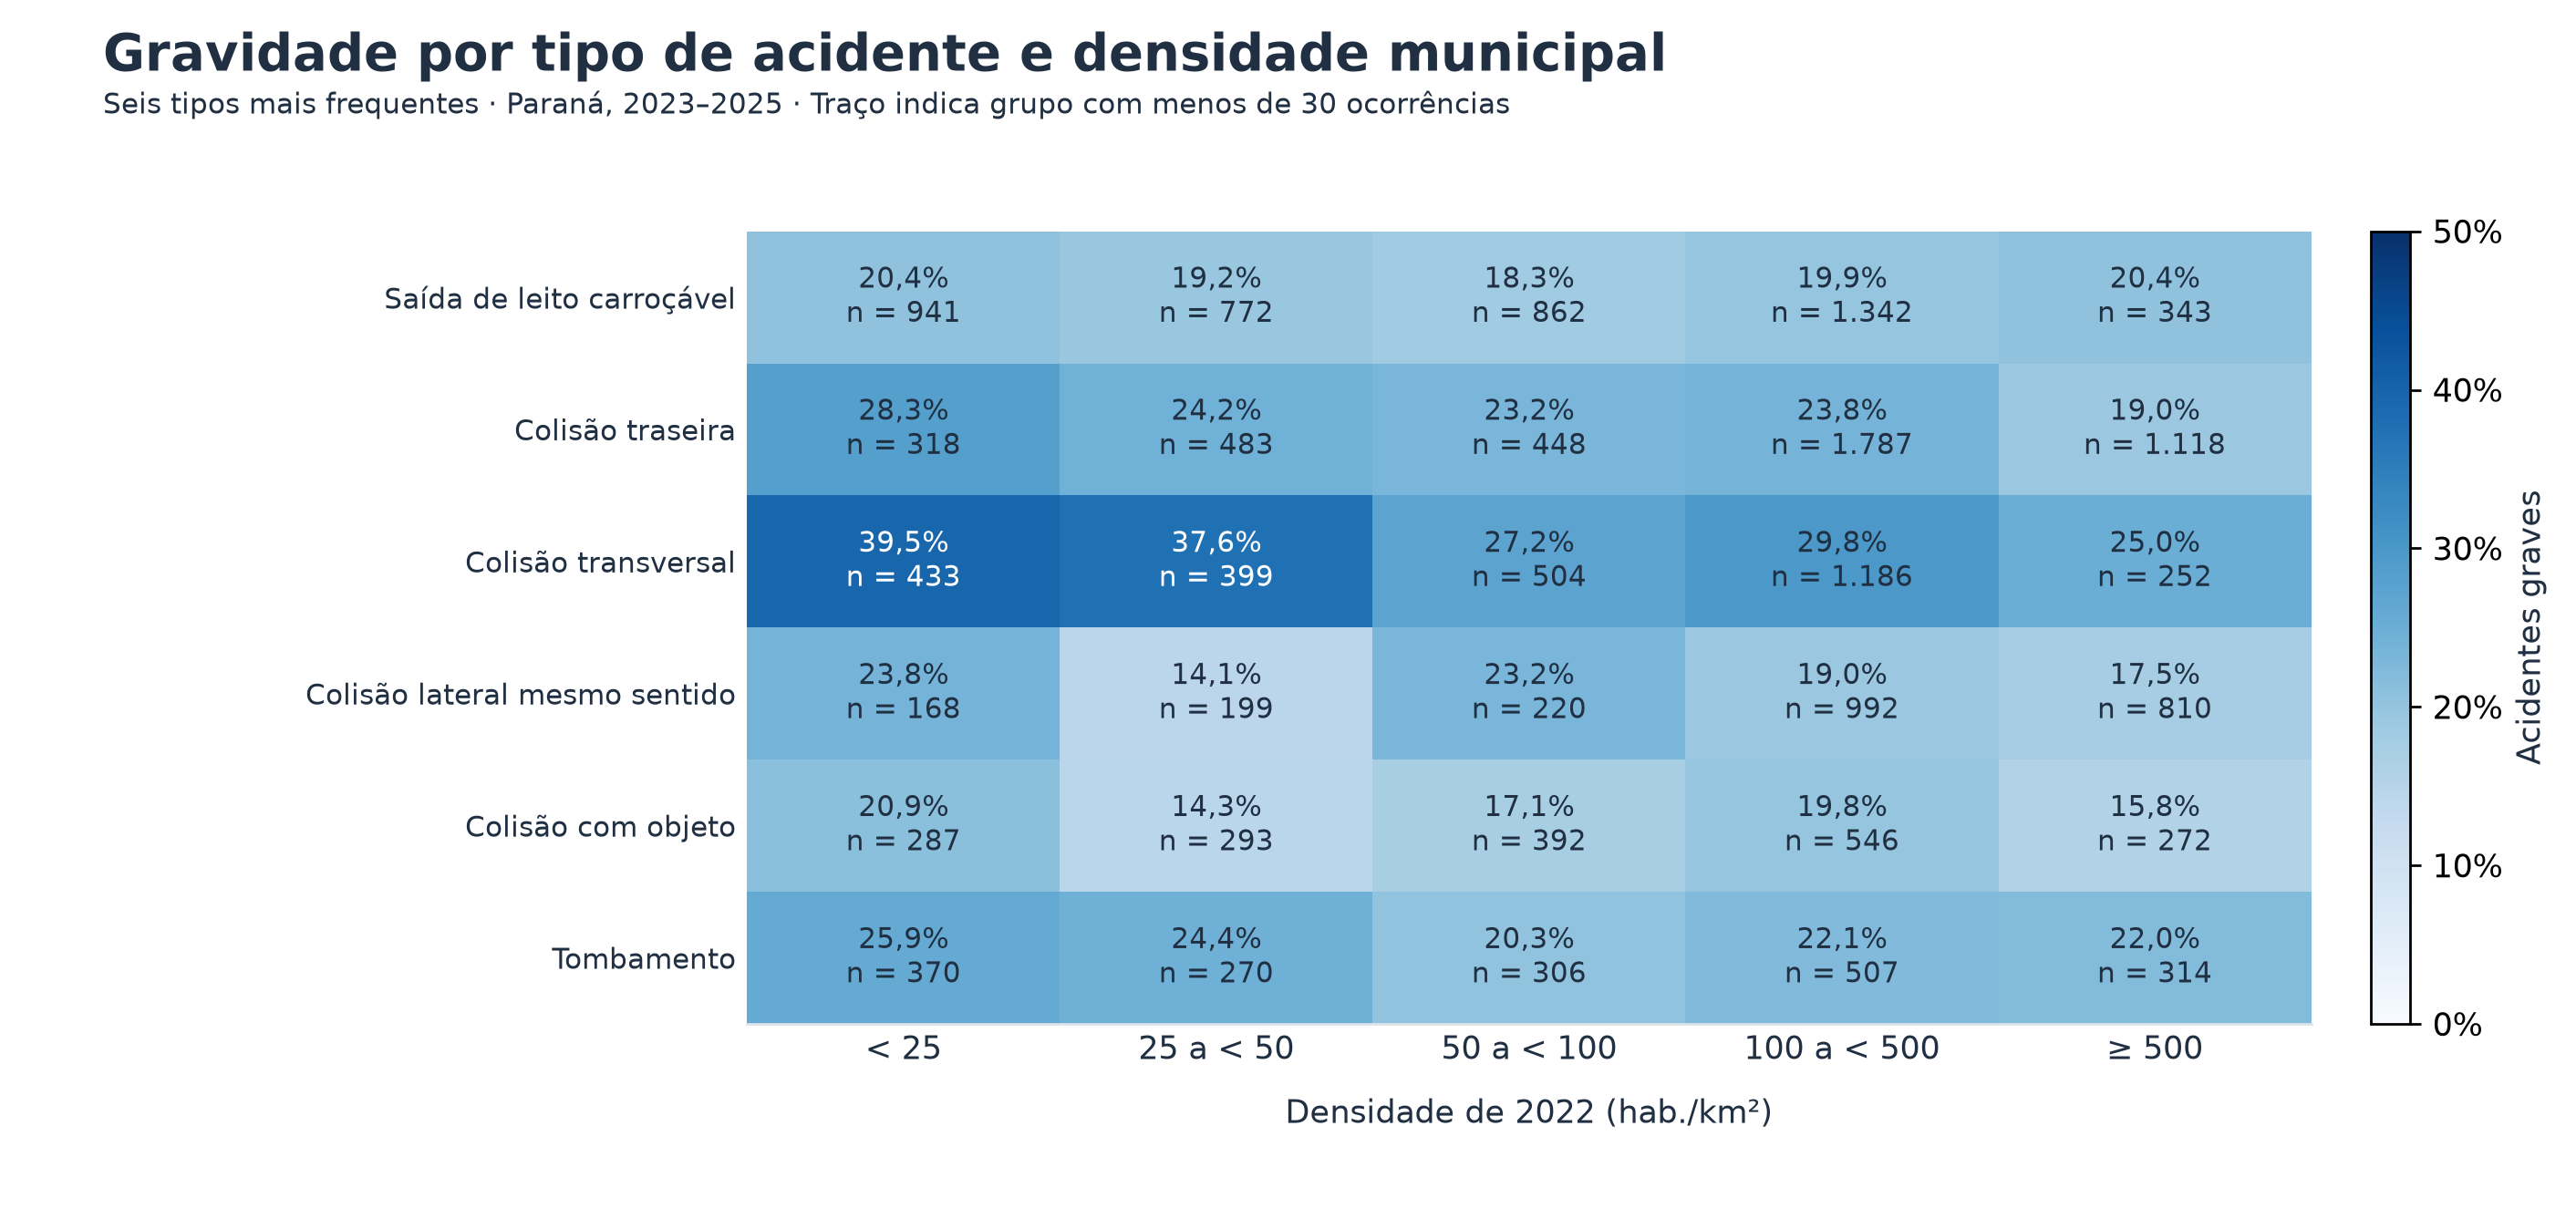 Gravidade por tipo de acidente e densidade municipal
Seis tipos mais frequentes · Paraná, 2023–2025 · Traço indica grupo com menos de 30 ocorrências
Saída de leito carroçável
20,4%
n = 941
19,2%
n = 772
18,3%
n = 862
19,9%
n = 1.342
20,4%
n = 343
Colisão traseira
28,3%
n = 318
24,2%
n = 483
23,2%
n = 448
23,8%
n = 1.787
19,0%
n = 1.118
Colisão transversal
39,5%
n = 433
37,6%
n = 399
27,2%
n = 504
29,8%
n = 1.186
25,0%
n = 252
Colisão lateral mesmo sentido
23,8%
n = 168
14,1%
n = 199
23,2%
n = 220
19,0%
n = 992
17,5%
n = 810
Colisão com objeto
20,9%
n = 287
14,3%
n = 293
17,1%
n = 392
19,8%
n = 546
15,8%
n = 272
Tombamento
25,9%
n = 370
24,4%
n = 270
20,3%
n = 306
22,1%
n = 507
22,0%
n = 314
< 25
25 a < 50
50 a < 100
100 a < 500
≥ 500
Densidade de 2022 (hab./km²)
50%
40%
30%
20%
10%
0%
Acidentes graves